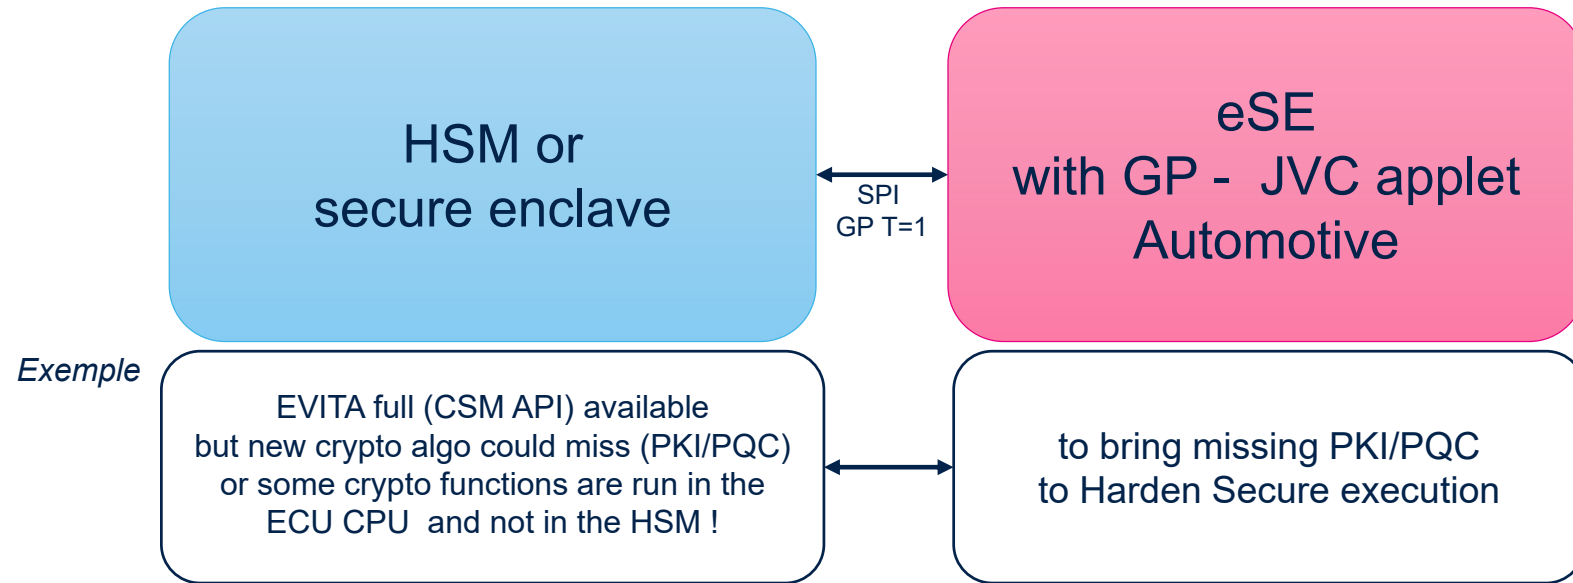 HSM or
secure enclave
SPI
GP T=1
eSE
with GP - JVC applet
Automotive
Exemple
EVITA full (CSM API) available
but new crypto algo could miss (PKI/PQC)
or some crypto functions are run in the
ECU CPU and not in the HSM !
to bring missing PKI/PQC
to Harden Secure execution